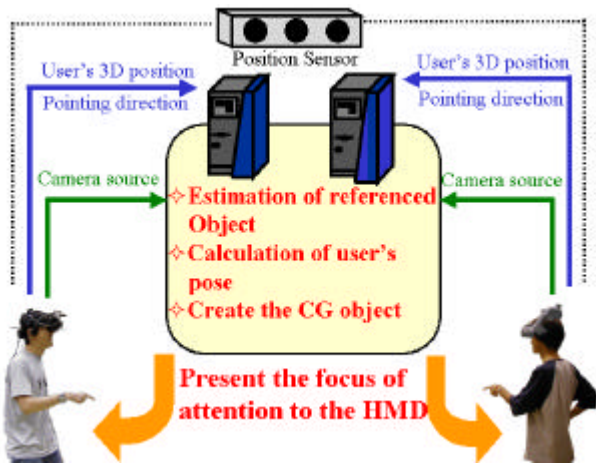 Position Sensor
User's 3D position
Pointing direction
User's 3D position
Pointing direction
Camera source
Camera source
✧Estimation of referenced
Object
✧Calculation of user's
pose
✧Create the CG object
Present the focus of
attention to the HMD